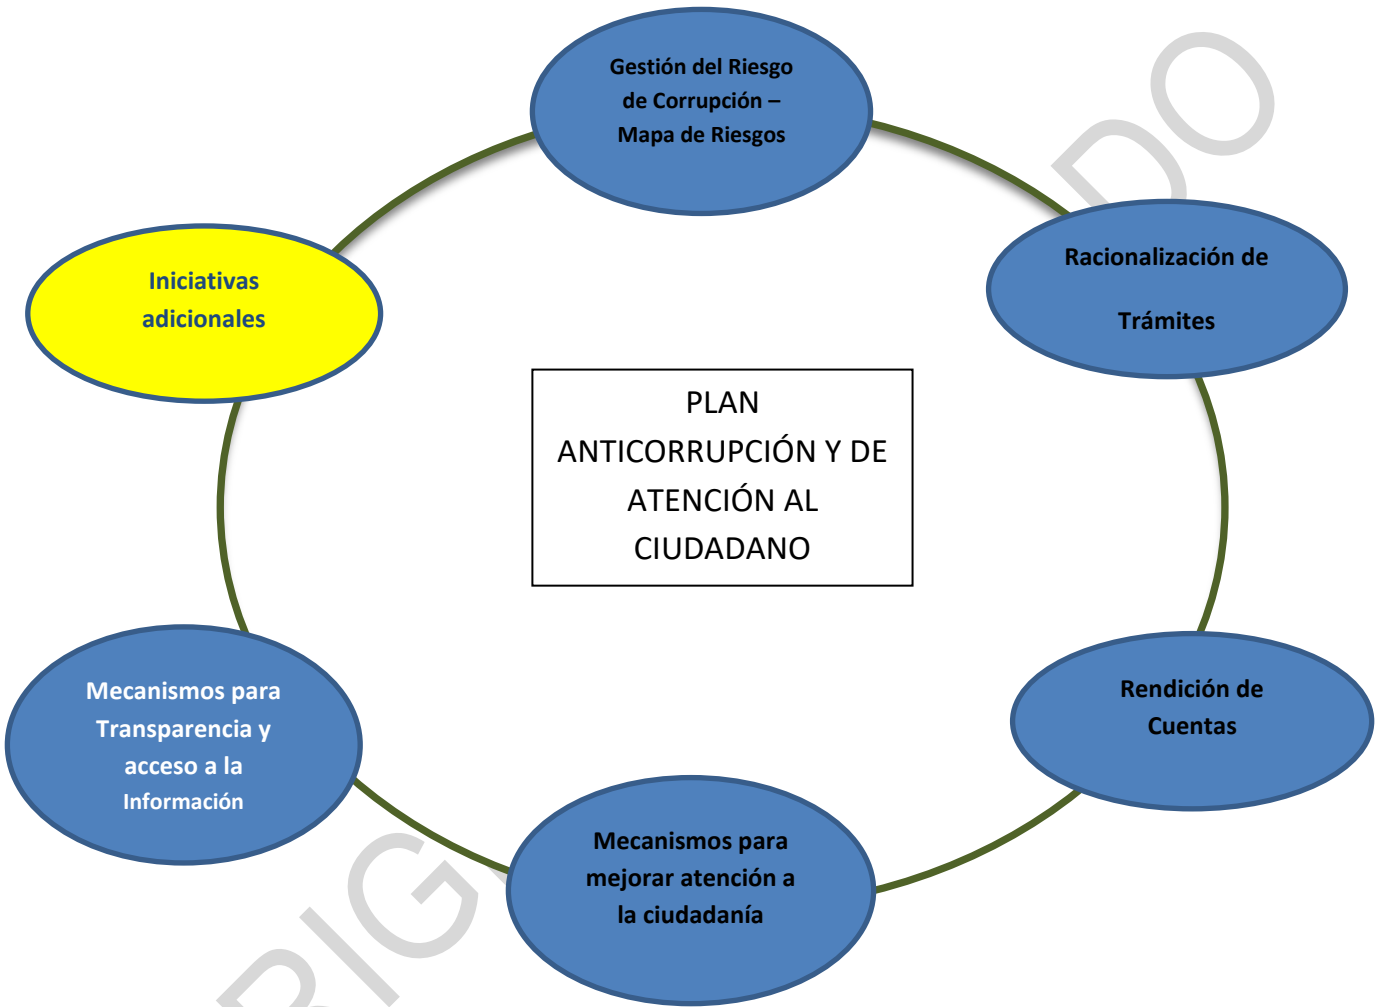 Gestión del Riesgo
de Corrupción –
Mapa de Riesgos
Racionalización de
Trámites
Iniciativas
adicionales
PLAN
ANTICORRUPCIÓN Y DE
ATENCIÓN AL
CIUDADANO
Rendición de
Cuentas
Mecanismos para
Transparencia y
acceso a la
Información
Mecanismos para
mejorar atención a
la ciudadanía